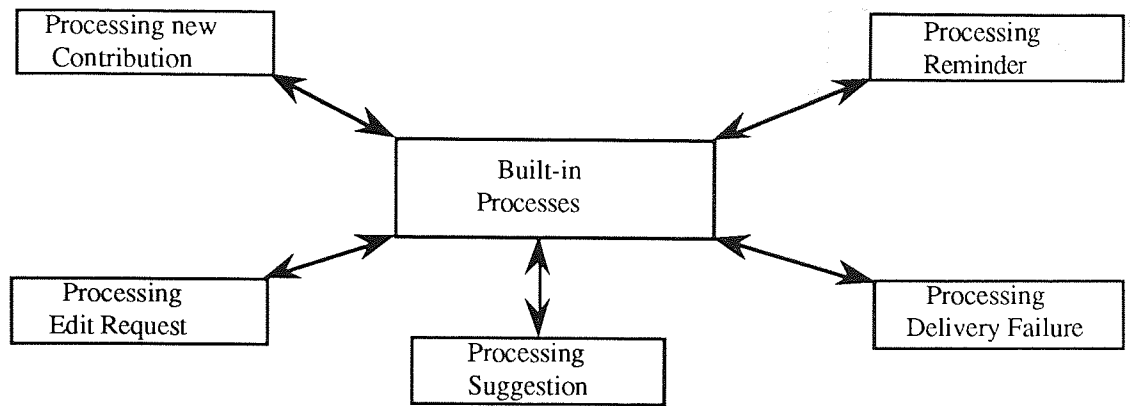 Processing new
Contribution
Processing
Reminder
Built-in
Processes
Processing
Edit Request
Processing
Suggestion
Processing
Delivery Failure